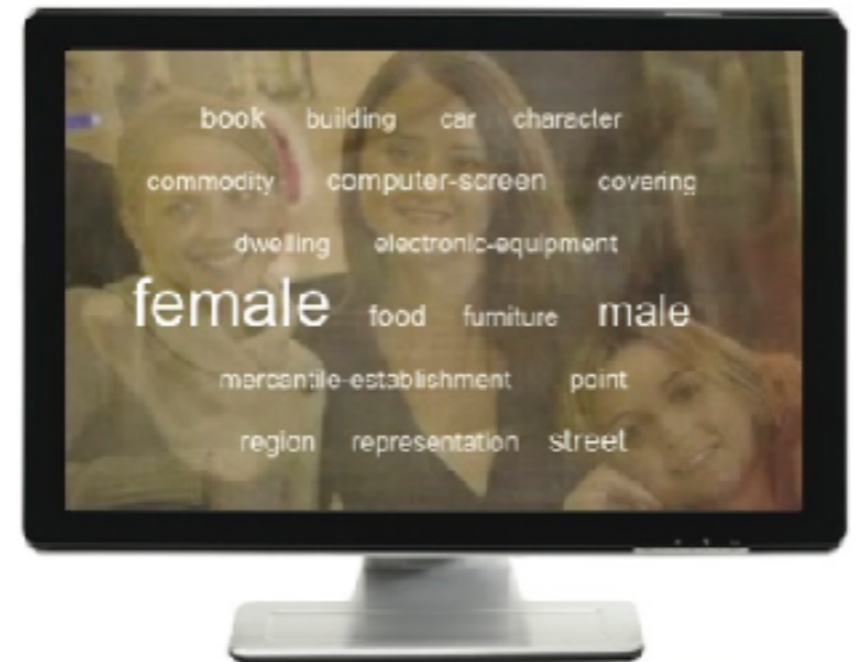 book building car character
commodity computer-screen covering
dwelling electronic-equipment
female food furniture male
mercantile-establishment point
region representation street